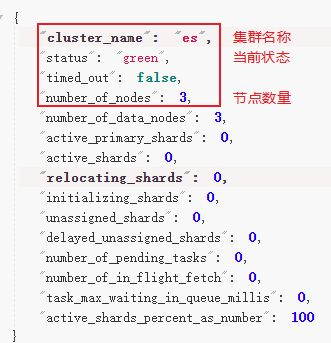 {
"cluster_name": "es", 集群名称
"status": "green", 当前状态
"timed_out": false,
"number_of_nodes": 3, 节点数量
"number_of_data_nodes": 3,
"active_primary_shards": 0,
"active_shards": 0,
"relocating_shards": 0,
"initializing_shards": 0,
"unassigned_shards": 0,
"delayed_unassigned_shards": 0,
"number_of_pending_tasks": 0,
"number_of_in_flight_fetch": 0,
"task_max_waiting_in_queue_millis": 0,
"active_shards_percent_as_number": 100
}